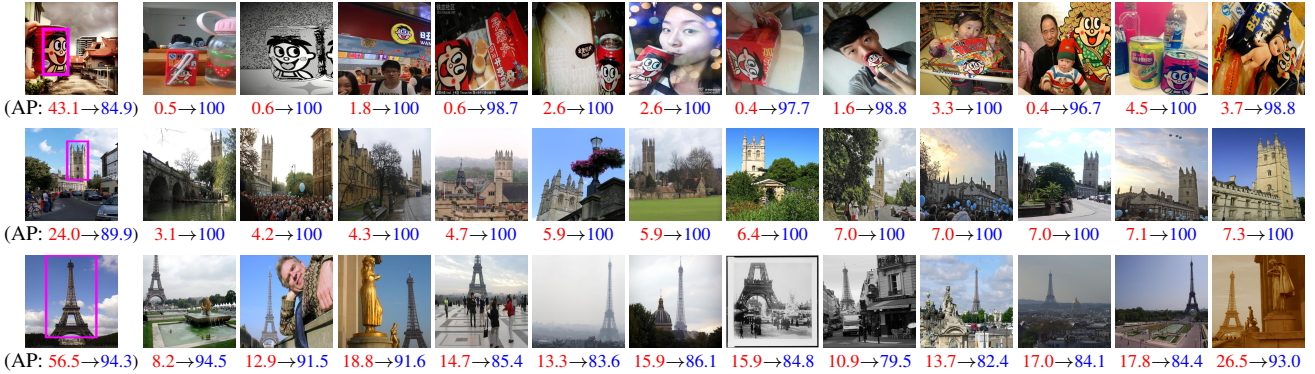 (AP: 43.1→84.9) 0.5→100 0.6→100 1.8→100 0.6→98.7 2.6→100 2.6→100 0.4→97.7 1.6→98.8 3.3→100 0.4→96.7 4.5→100 3.7→98.8
(AP: 24.0→89.9) 3.1→100 4.2→100 4.3→100 4.7→100 5.9→100 5.9→100 6.4→100 7.0→100 7.0→100 7.0→100 7.1→100 7.3→100
(AP: 56.5→94.3) 8.2→94.5 12.9→91.5 18.8→91.6 14.7→85.4 13.3→83.6 15.9→86.1 15.9→84.8 10.9→79.5 13.7→82.4 17.0→84.1 17.8→84.4 26.5→93.0